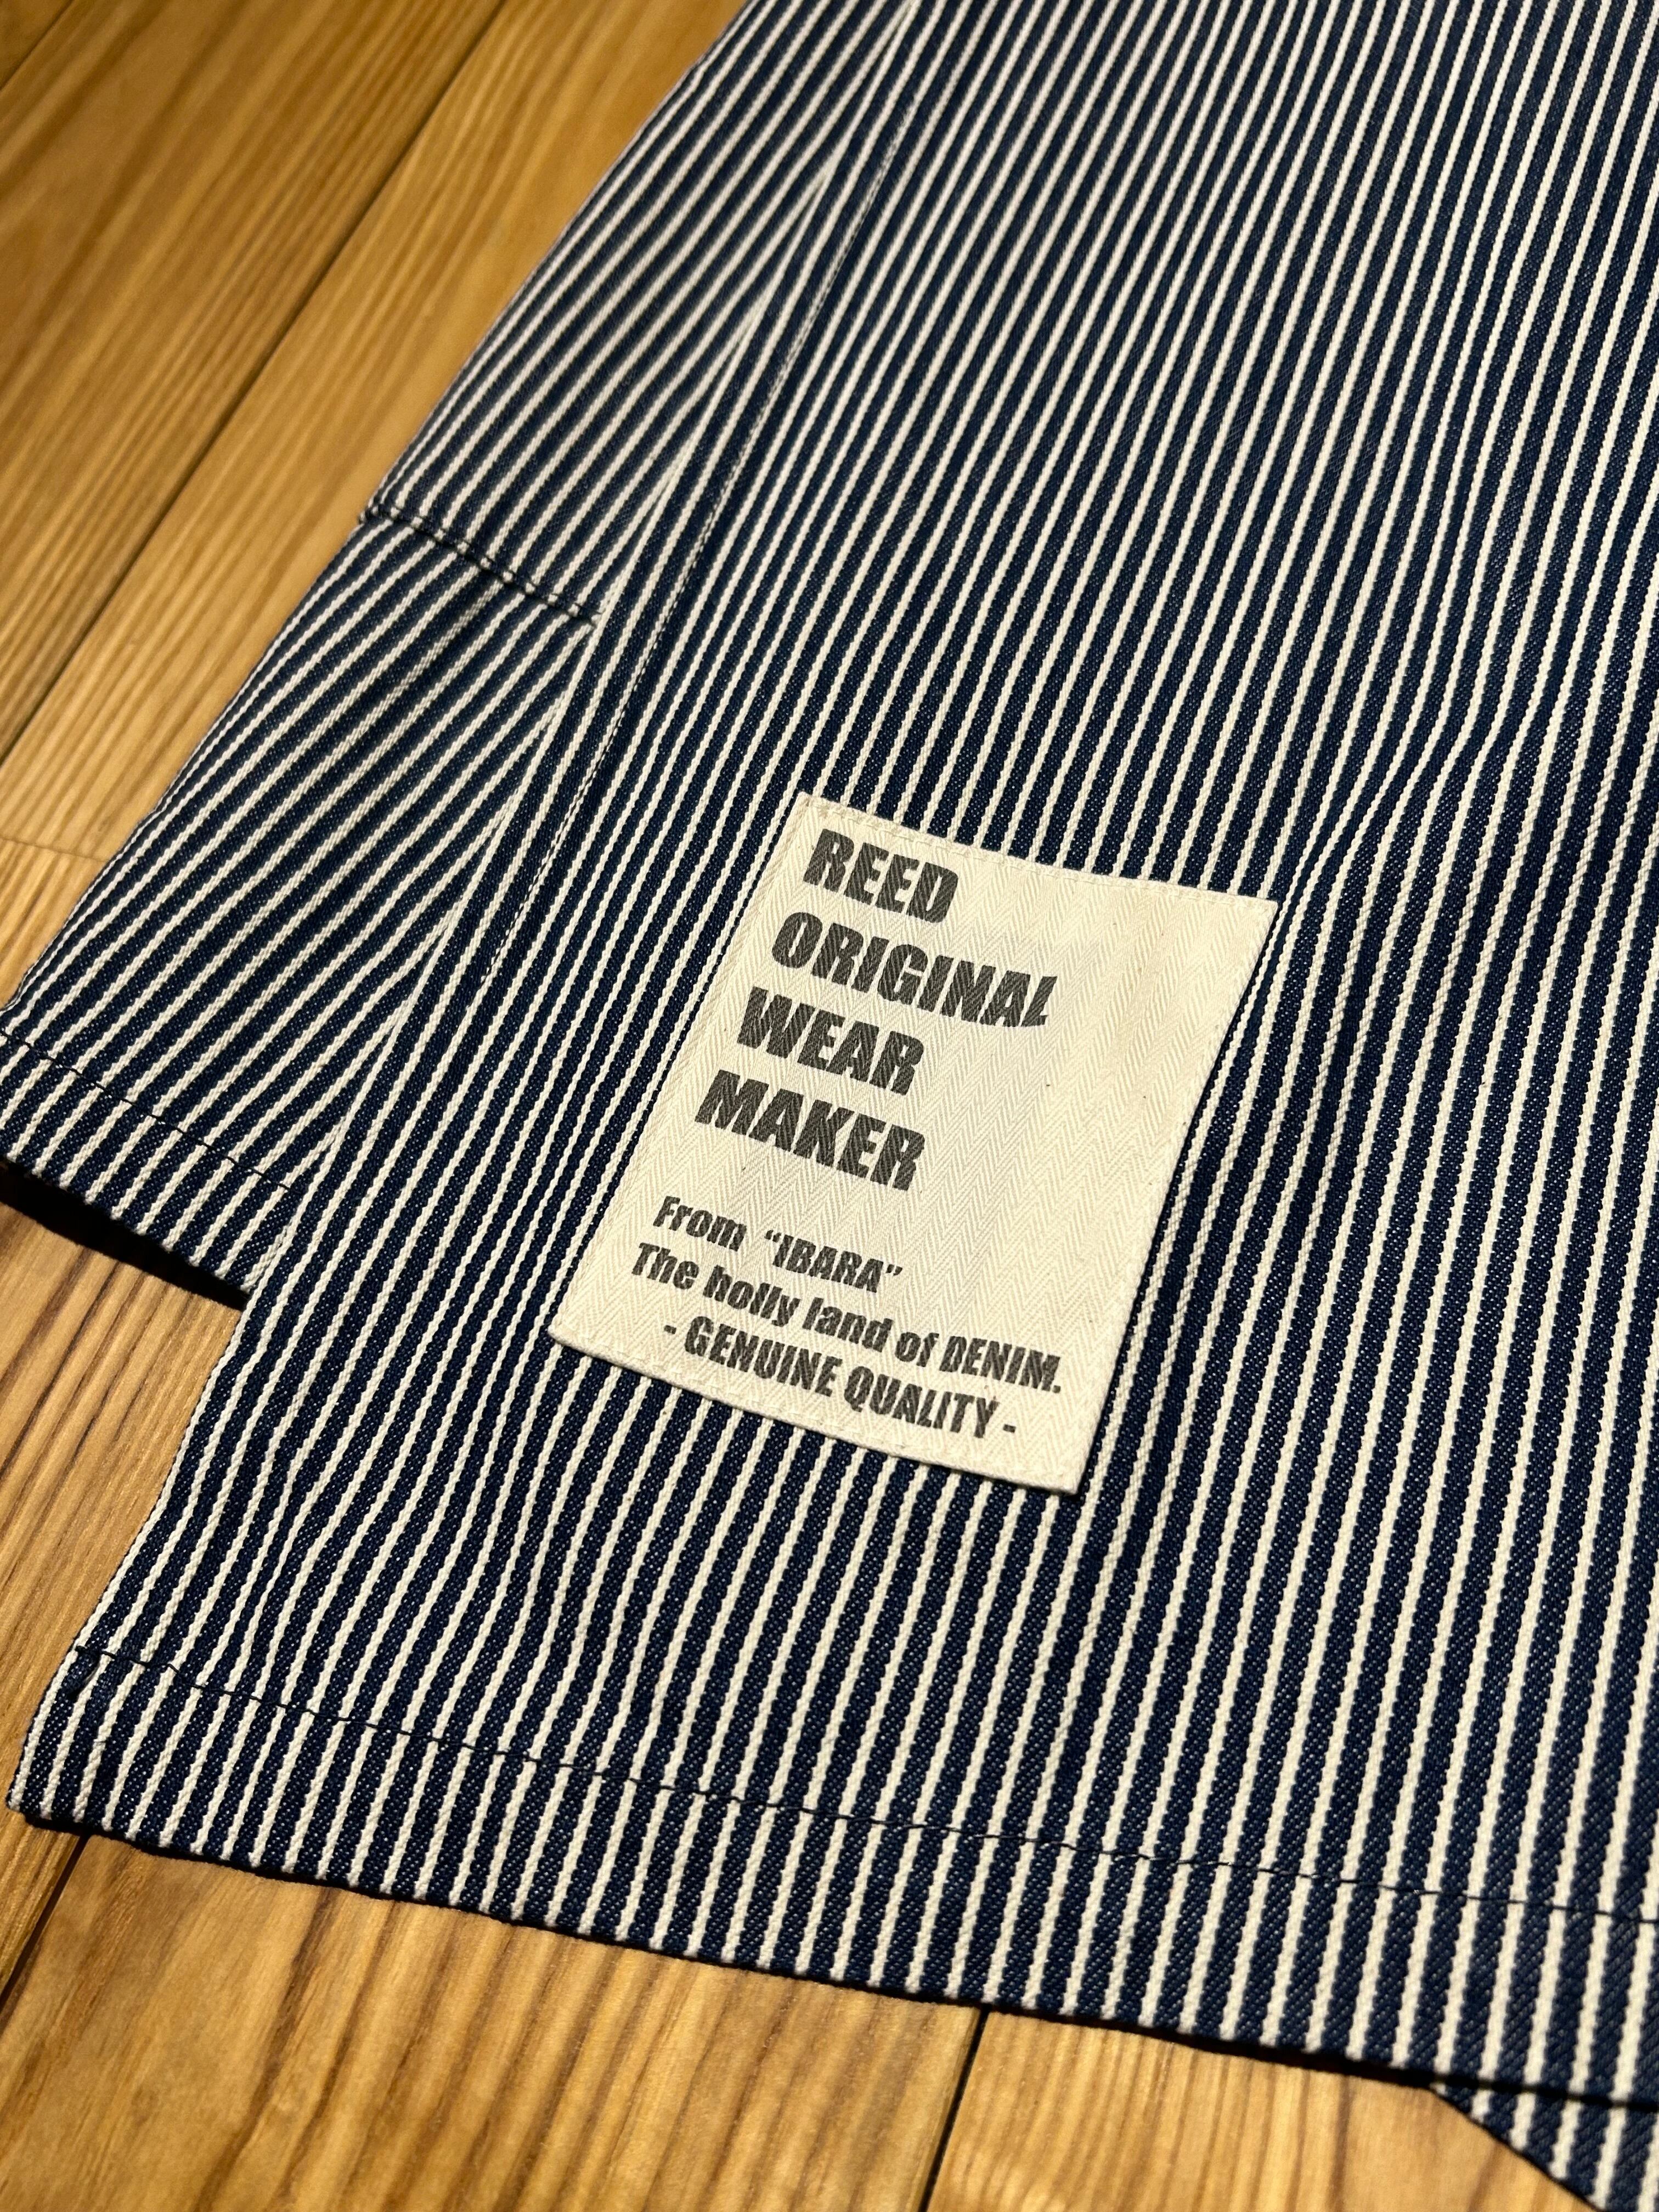 REED
ORIGINAL
WEAR
MAKER
From “IBARA”
The holly land of DENIM.
- GENUINE QUALITY -